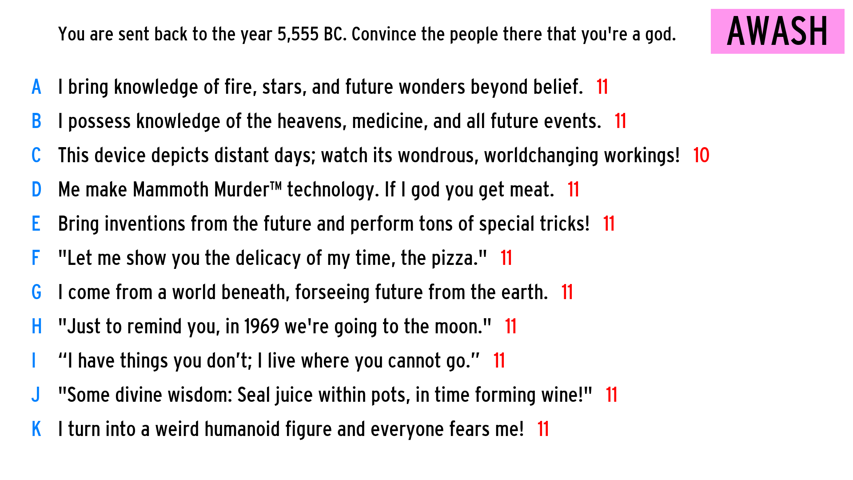 You are sent back to the year 5,555 BC. Convince the people there that you're a god.
AWASH
A I bring knowledge of fire, stars, and future wonders beyond belief. 11
B I possess knowledge of the heavens, medicine, and all future events. 11
C This device depicts distant days; watch its wondrous, worldchanging workings! 10
D Me make Mammoth Murder™ technology. If I god you get meat. 11
E Bring inventions from the future and perform tons of special tricks! 11
F "Let me show you the delicacy of my time, the pizza." 11
G I come from a world beneath, forseeing future from the earth. 11
H "Just to remind you, in 1969 we're going to the moon." 11
I “I have things you don’t; I live where you cannot go.” 11
J "Some divine wisdom: Seal juice within pots, in time forming wine!" 11
K I turn into a weird humanoid figure and everyone fears me! 11